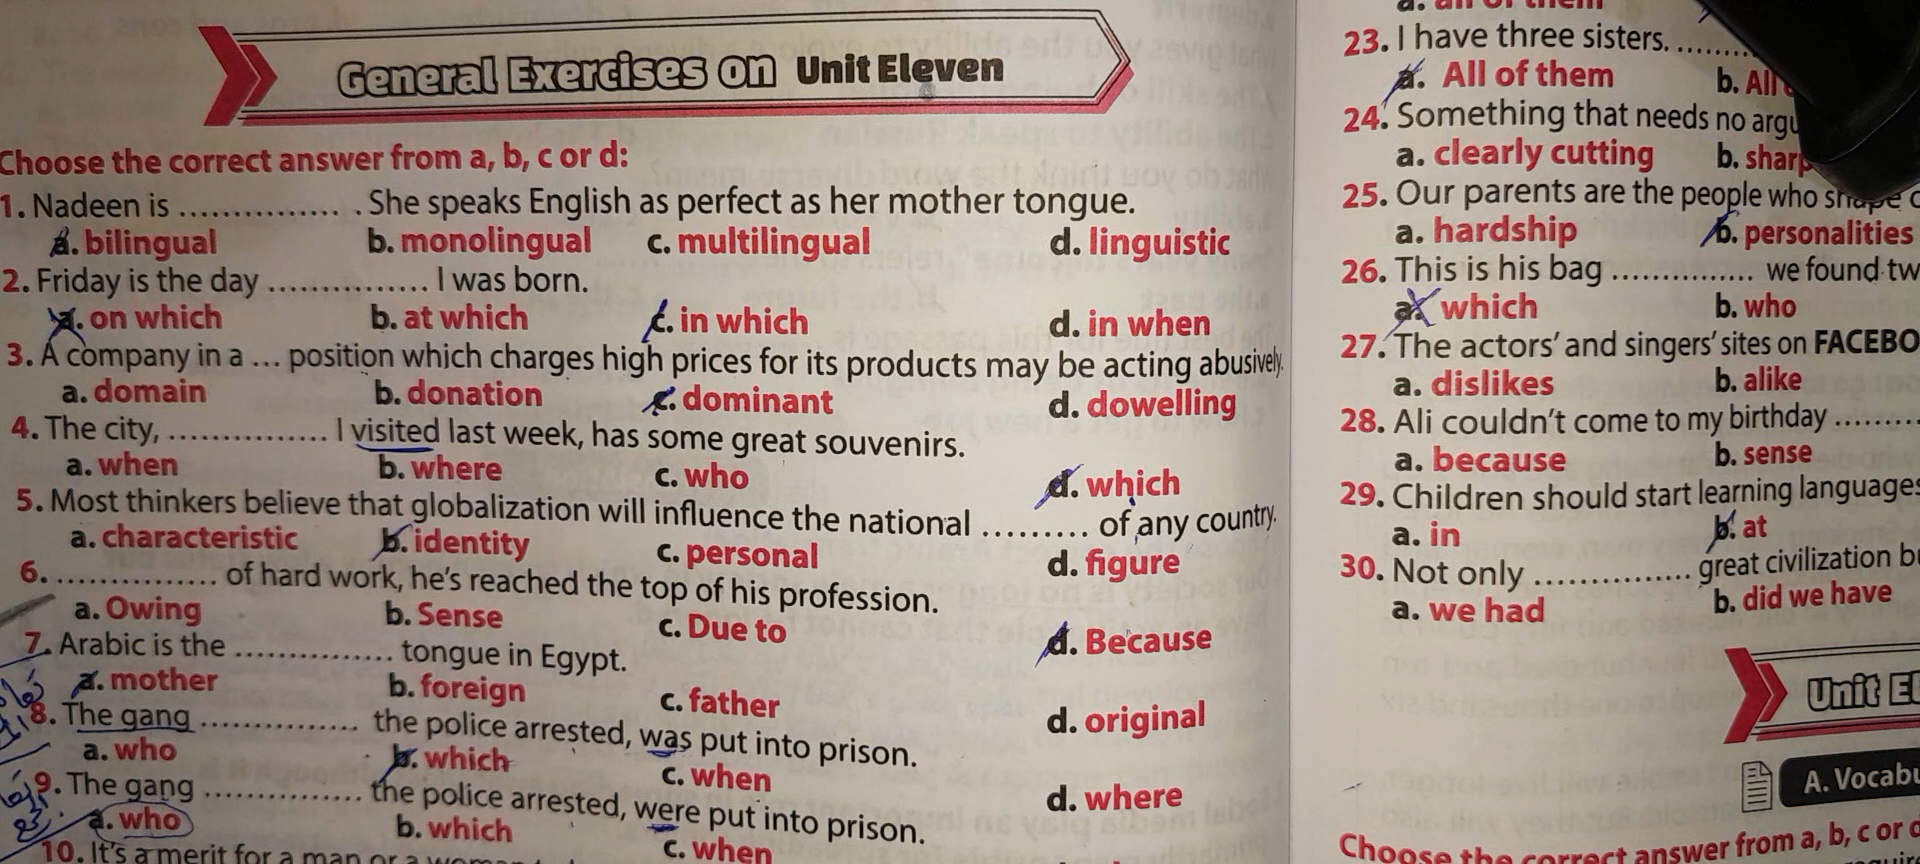 General Exercises on Unit Eleven
Choose the correct answer from a, b, c or d:
1. Nadeen is ............... . She speaks English as perfect as her mother tongue.
a. bilingual b. monolingual c. multilingual d. linguistic
2. Friday is the day ............... I was born.
a. on which b. at which c. in which d. in when
3. A company in a ... position which charges high prices for its products may be acting abusively.
a. domain b. donation c. dominant d. dowelling
4. The city, ............... I visited last week, has some great souvenirs.
a. when b. where c. who d. which
5. Most thinkers believe that globalization will influence the national .......... of any country.
a. characteristic b. identity c. personal d. figure
6. ............... of hard work, he's reached the top of his profession.
a. Owing b. Sense c. Due to d. Because
7. Arabic is the ............... tongue in Egypt.
a. mother b. foreign c. father d. original
8. The gang ............... the police arrested, was put into prison.
a. who b. which c. when d. where
9. The gang ............... the police arrested, were put into prison.
a. who b. which c. when
10. It's a merit for a man or a
a. all of them
23. I have three sisters. ........
a. All of them b. All
24. Something that needs no
a. clearly cutting b.
25. Our parents are the people who shape
a. hardship b. personalities
26. This is his bag ............... we found
a. which b. who
27. The actors' and singers' sites on
a. dislikes b. alike
28. Ali couldn't come to my birthday ........
a. because b. sense
29. Children should start learning languages
a. in b. at
30. Not only ............... great civilization
a. we had b. did we have
Unit
A.
Choose the correct answer from a, b, c or